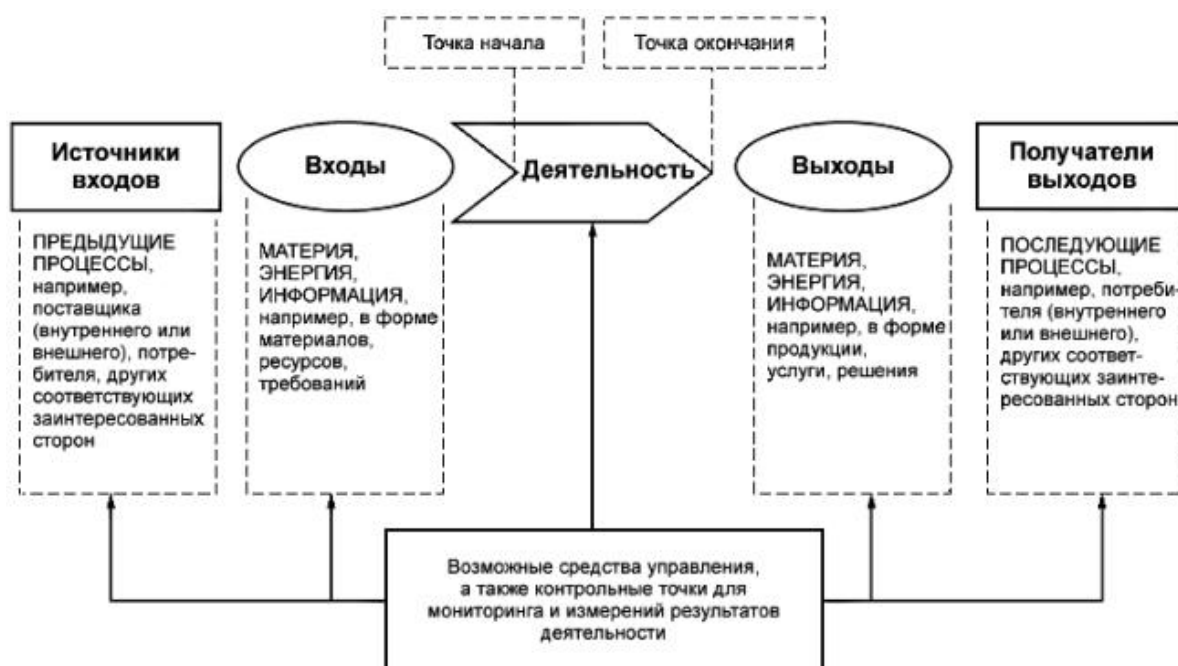 Точка начала
Точка окончания
Источники
входов
Входы
Деятельность
Выходы
Получатели
выходов
ПРЕДЫДУЩИЕ
ПРОЦЕССЫ,
например,
поставщика
(внутреннего или
внешнего), потре-
бителя, других
соответствующих
заинтересованных
сторон
МАТЕРИЯ,
ЭНЕРГИЯ,
ИНФОРМАЦИЯ,
например, в форме
материалов,
ресурсов,
требований
МАТЕРИЯ,
ЭНЕРГИЯ,
ИНФОРМАЦИЯ,
например, в форме
продукции,
услуги, решения
ПОСЛЕДУЮЩИЕ
ПРОЦЕССЫ,
например, потреби-
теля (внутреннего
или внешнего),
других соответ-
ствующих заинте-
ресованных сторон
Возможные средства управления,
а также контрольные точки для
мониторинга и измерений результатов
деятельности